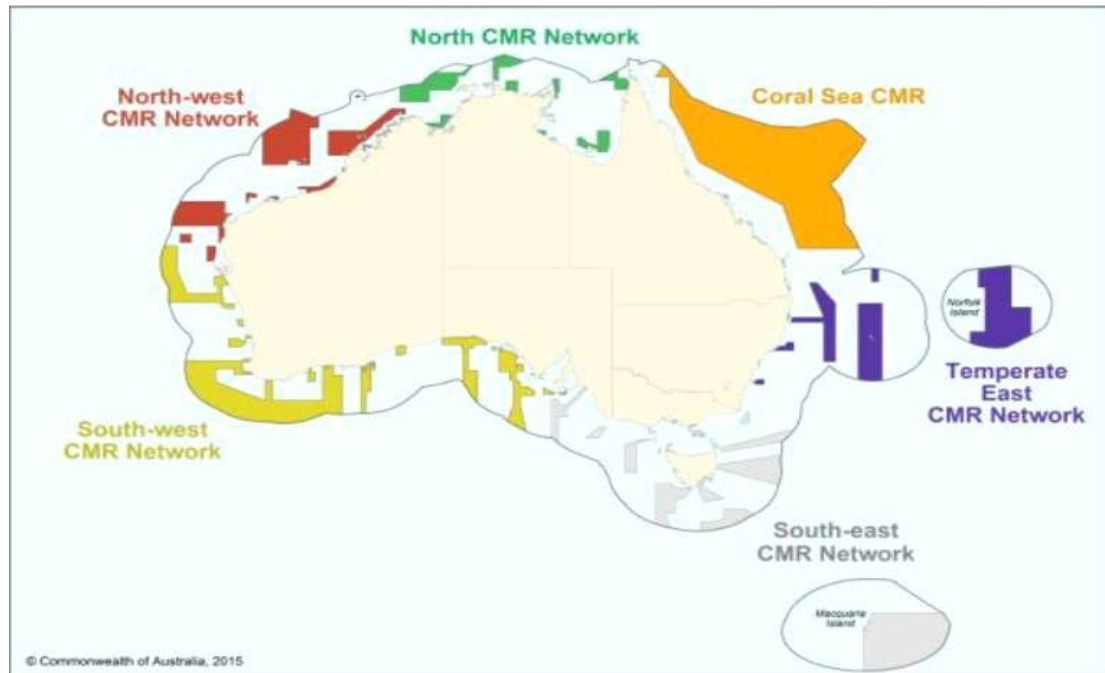 North CMR Network
North-west
CMR Network
Coral Sea CMR
Norfolk
Island
Temperate
East
CMR Network
South-west
CMR Network
South-east
CMR Network
Macquarie
Island
© Commonwealth of Australia, 2015